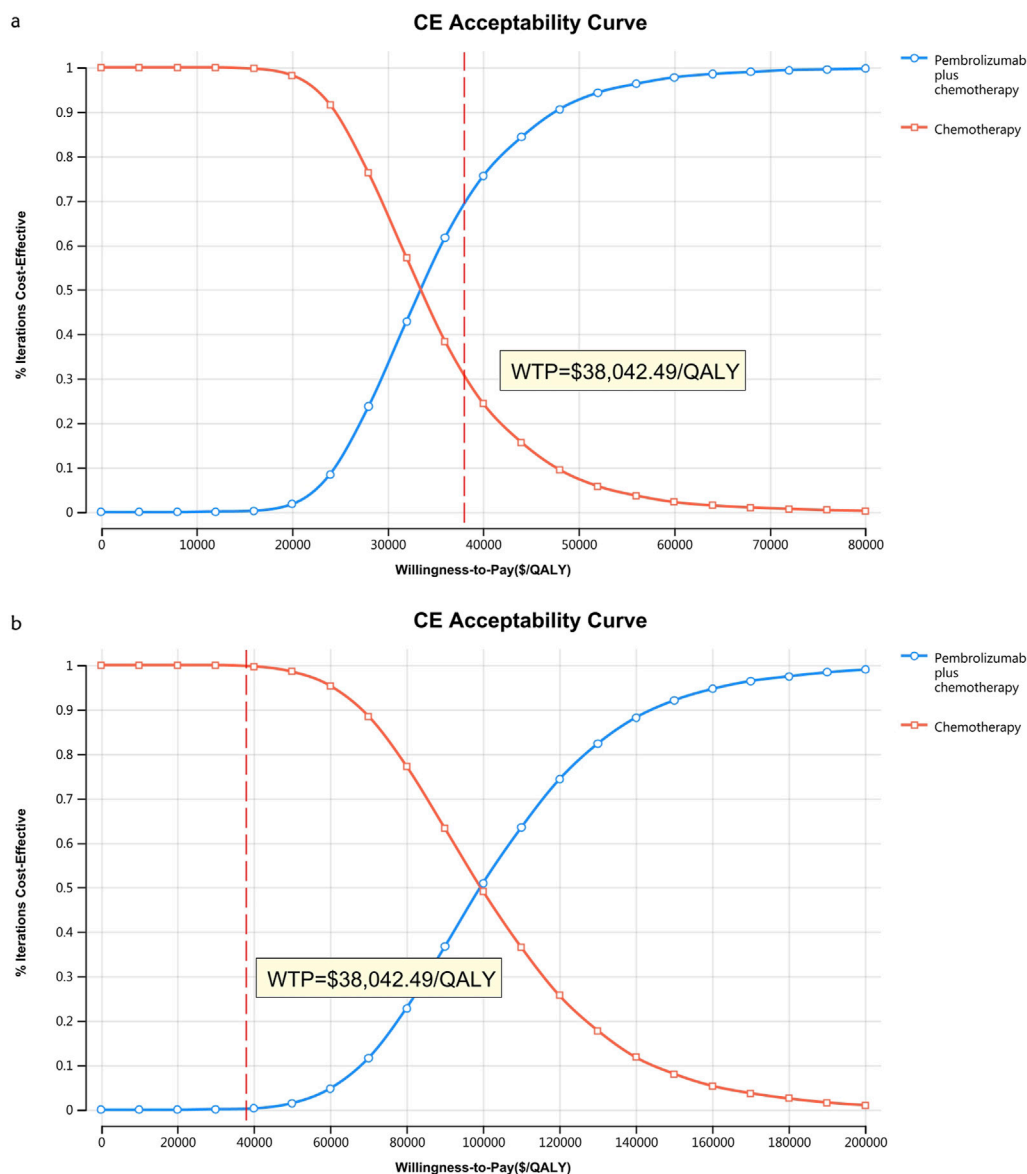 a
CE Acceptability Curve
Pembrolizumab
plus
chemotherapy
Chemotherapy
% Iterations Cost-Effective
1
0.9
0.8
0.7
0.6
0.5
0.4
0.3
0.2
0.1
0
WTP=$38,042.49/QALY
0 10000 20000 30000 40000 50000 60000 70000 80000
Willingness-to-Pay($/QALY)
b
CE Acceptability Curve
Pembrolizumab
plus
chemotherapy
Chemotherapy
% Iterations Cost-Effective
1
0.9
0.8
0.7
0.6
0.5
0.4
0.3
0.2
0.1
0
WTP=$38,042.49/QALY
0 20000 40000 60000 80000 100000 120000 140000 160000 180000 200000
Willingness-to-Pay($/QALY)